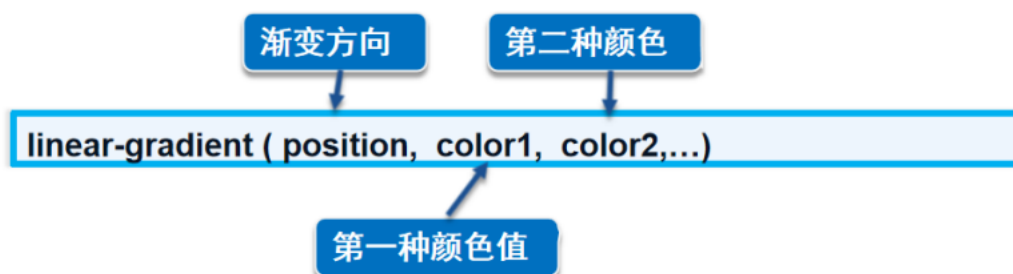 渐变方向
第二种颜色
linear-gradient ( position, color1, color2,…)
第一种颜色值